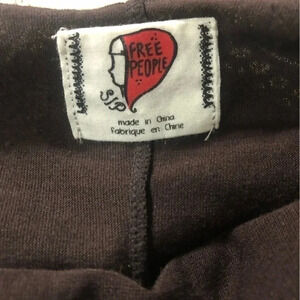 FREE
PEOPLE
S/P
made in China
Fabrique en Chine